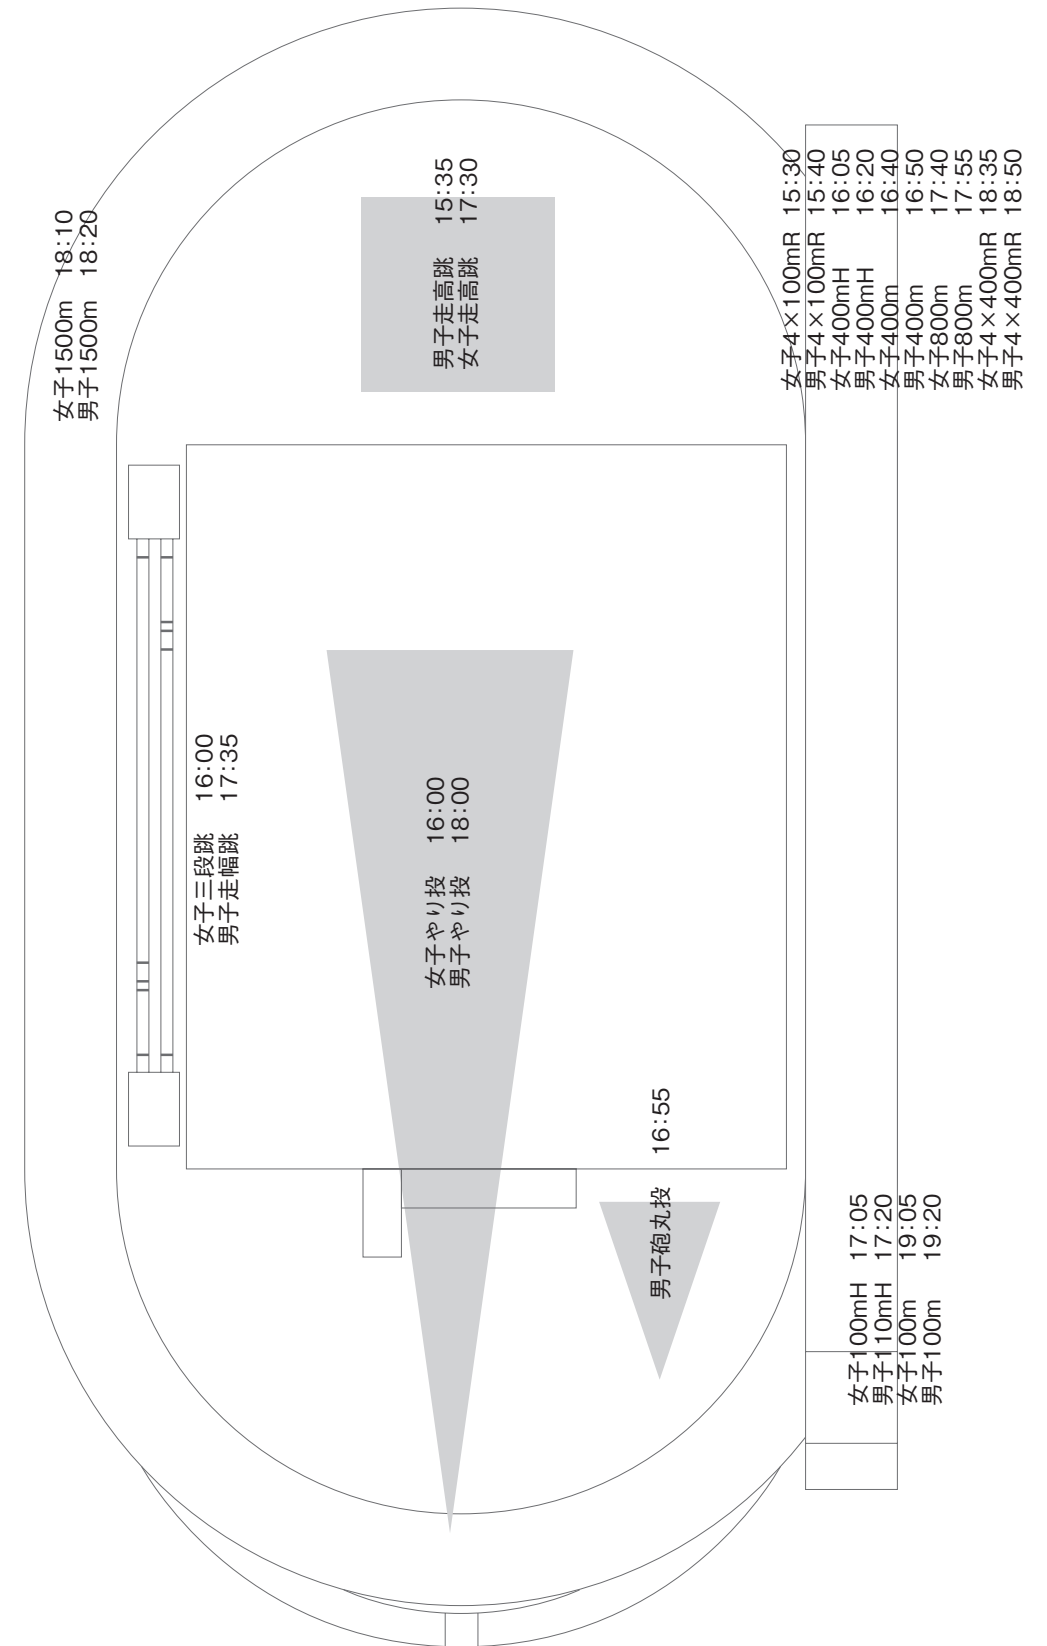 女子1500m 18:10
男子1500m 18:20
男子走高跳 15:35
女子走高跳 17:30
女子4×100mR 15:30
男子4×100mR 15:40
女子400mH 16:05
男子400mH 16:20
女子400m 16:40
男子400m 16:50
女子800m 17:40
男子800m 17:55
女子4×400mR 18:35
男子4×400mR 18:50
女子三段跳 16:00
男子走幅跳 17:35
女子やり投 16:00
男子やり投 18:00
男子砲丸投 16:55
女子100mH 17:05
男子110mH 17:20
女子100m 19:05
男子100m 19:20